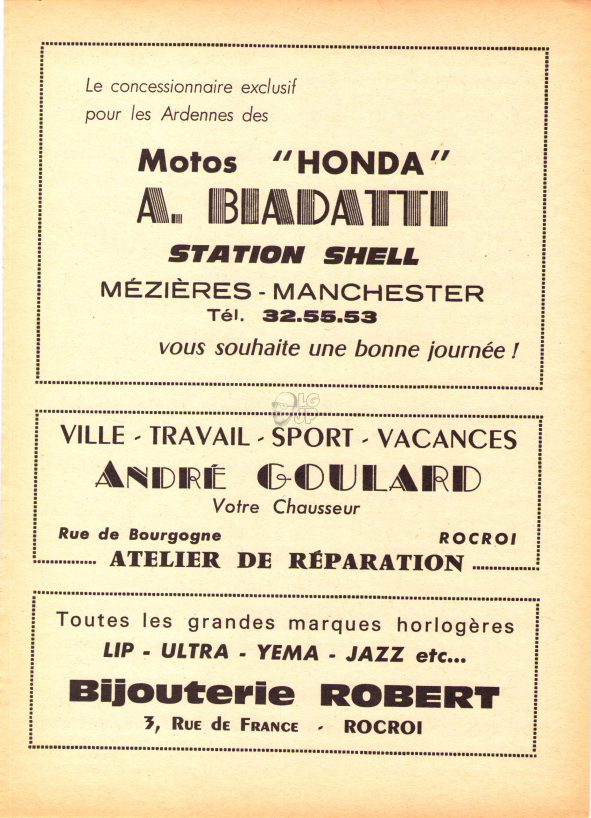 Le concessionnaire exclusif
pour les Ardennes des
Motos "HONDA"
A. BIADATTI
STATION SHELL
MÉZIÈRES - MANCHESTER
Tél. 32.55.53
vous souhaite une bonne journée !
LG
UP
VILLE - TRAVAIL - SPORT - VACANCES
ANDRÉ GOULARD
Votre Chausseur
Rue de Bourgogne ROCROI
ATELIER DE RÉPARATION
Toutes les grandes marques horlogères
LIP - ULTRA - YEMA - JAZZ etc...
Bijouterie ROBERT
3, RUE DE FRANCE - ROCROI